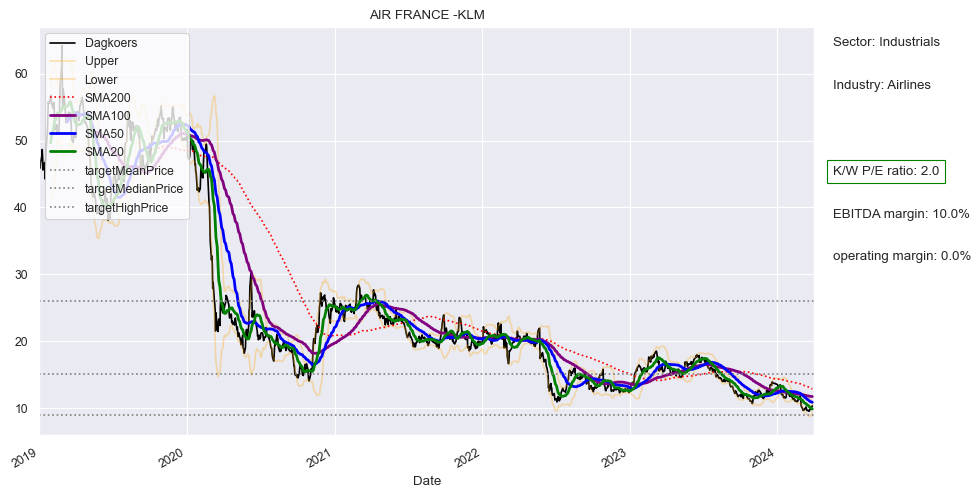 AIR FRANCE -KLM
Dagkoers
Upper
Lower
SMA200
SMA100
SMA50
SMA20
targetMeanPrice
targetMedianPrice
targetHighPrice
60
50
40
30
20
10
2019
2020
2021
2022
2023
2024
Date
Sector: Industrials
Industry: Airlines
K/W P/E ratio: 2.0
EBITDA margin: 10.0%
operating margin: 0.0%